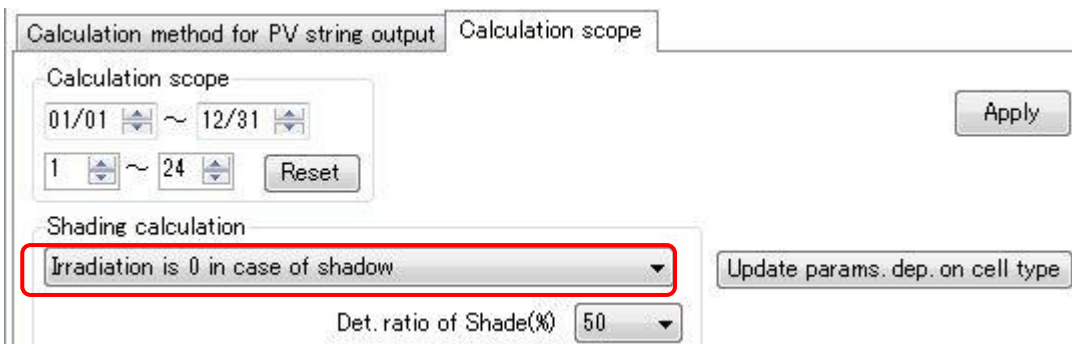 Calculation method for PV string output
Calculation scope
Calculation scope
01/01 ～ 12/31
Apply
1 ～ 24 Reset
Shading calculation
Irradiation is 0 in case of shadow
Update params. dep. on cell type
Det. ratio of Shade(%) 50